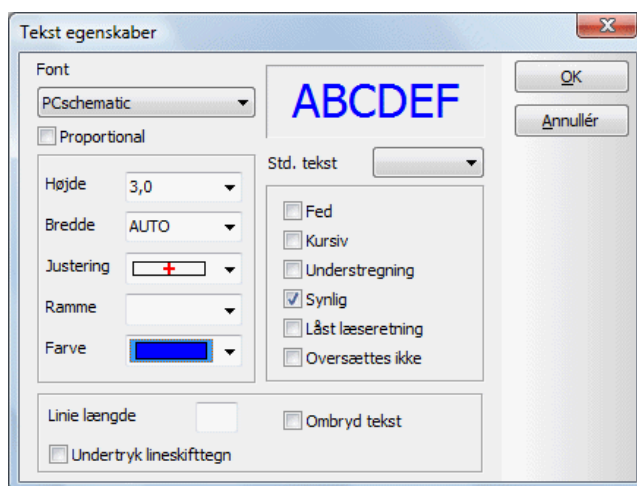 Tekst egenskaber
Font
PCschematic
Proportional
ABCDEF
OK
Annullér
Std. tekst
Højde 3,0
Bredde AUTO
Justering
Ramme
Farve
Fed
Kursiv
Understregning
Synlig
Låst læseretning
Oversættes ikke
Linie længde
Ombryd tekst
Undertryk lineskifttegn